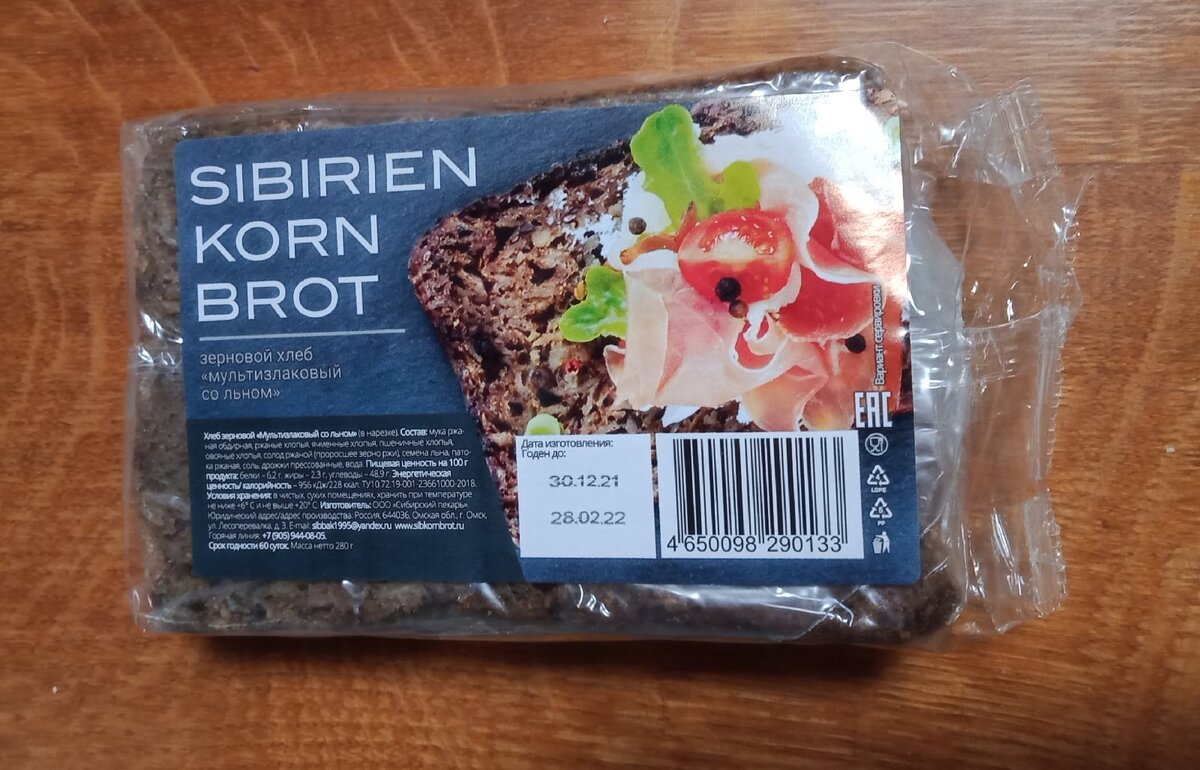 SIBIRIEN
KORN
BROT
зерновой хлеб
«мультизлаковый
со льном»
Хлеб зерновой «Мультизлаковый со льном» (в нарезке). Состав: мука ржа-
ная обдирная, ржаные хлопья, ячменные хлопья, пшеничные хлопья,
овсяные хлопья, солод ржаной (проросшее зерно ржи), семена льна, пато-
ка ржаная, соль, дрожжи прессованные, вода. Пищевая ценность на 100 г
продукта: белки – 6,2 г, жиры – 2,3 г, углеводы – 48,9 г. Энергетическая
ценность/ калорийность – 956 кДж/228 ккал. ТУ10.72.19-001-23661000-2018.
Условия хранения: в чистых, сухих помещениях, хранить при температуре
не ниже +6° С и не выше +20° С. Изготовитель: ООО «Сибирский пекарь».
Юридический адрес/адрес производства: Россия, 644036, Омская обл., г. Омск,
ул. Лесоперевалка, д. 3. E-mail: sibbak1995@yandex.ru www.sibkornbrot.ru
Горячая линия: +7 (905) 944-08-05.
Срок годности 60 суток. Масса нетто 280 г
Дата изготовления:
Годен до:
30.12.21
28.02.22
4 650098 290133
Вариант сервировки
EAC
LDPE
PP